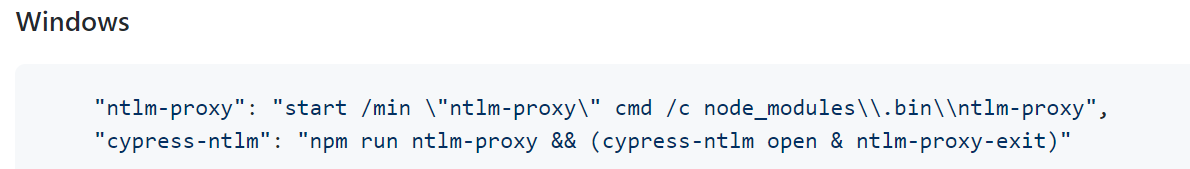 Windows
"ntlm-proxy": "start /min \"ntlm-proxy\" cmd /c node_modules\\.bin\\ntlm-proxy",
"cypress-ntlm": "npm run ntlm-proxy && (cypress-ntlm open & ntlm-proxy-exit)"